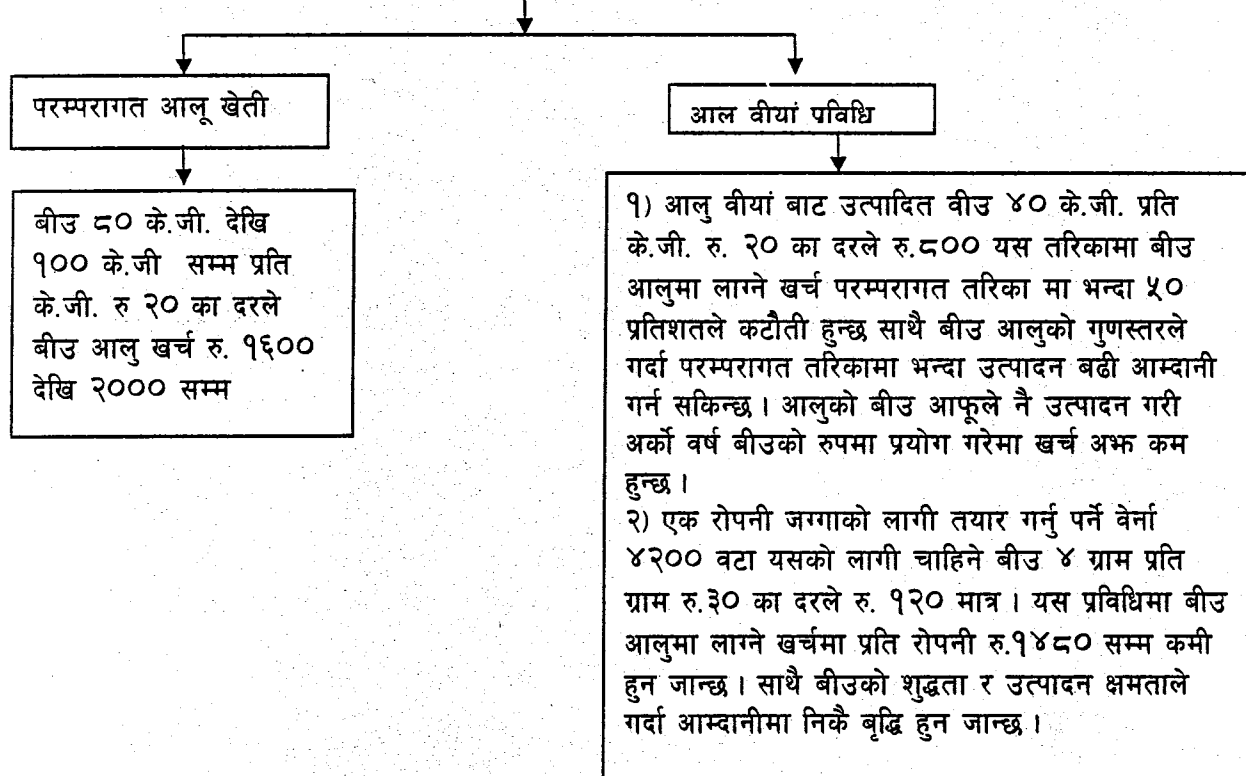 परम्परागत आलू खेती
बीउ ८० के.जी. देखि
१०० के.जी सम्म प्रति
के.जी. रु २० का दरले
बीउ आलु खर्च रु. १६००
देखि २००० सम्म
आल वीयां प्रविधि
१) आलु वीयां बाट उत्पादित वीउ ४० के.जी. प्रति
के.जी. रु. २० का दरले रु.८०० यस तरिकामा बीउ
आलुमा लाग्ने खर्च परम्परागत तरिका मा भन्दा ५०
प्रतिशतले कटौती हुन्छ साथै बीउ आलुको गुणस्तरले
गर्दा परम्परागत तरिकामा भन्दा उत्पादन बढी आम्दानी
गर्न सकिन्छ । आलुको बीउ आफूले नै उत्पादन गरी
अर्को वर्ष बीउको रुपमा प्रयोग गरेमा खर्च अझ कम
हुन्छ ।
२) एक रोपनी जग्गाको लागी तयार गर्नु पर्ने वेर्ना
४२०० वटा यसको लागी चाहिने बीउ ४ ग्राम प्रति
ग्राम रु.३० का दरले रु. १२० मात्र । यस प्रविधिमा बीउ
आलुमा लाग्ने खर्चमा प्रति रोपनी रु.१४८० सम्म कमी
हुन जान्छ । साथै बीउको शुद्धता र उत्पादन क्षमताले
गर्दा आम्दानीमा निकै बृद्धि हुन जान्छ ।